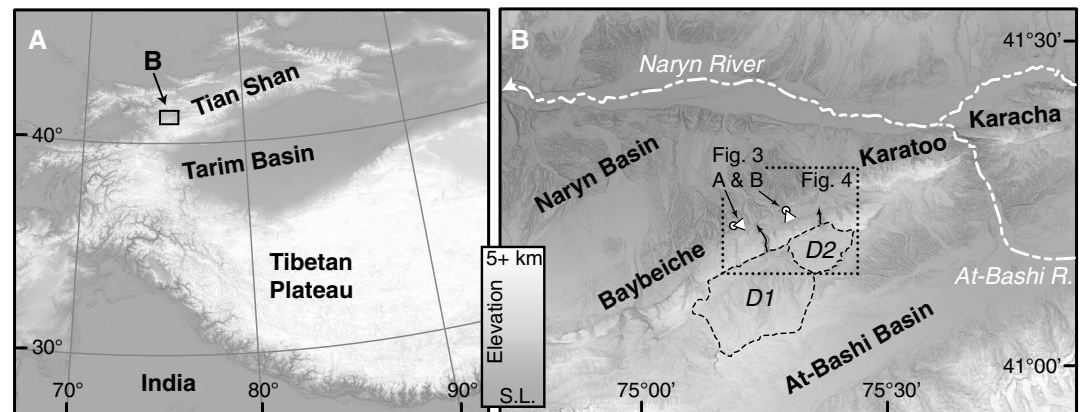 A
B
Tian Shan
40°
Tarim Basin
Tibetan
Plateau
30°
India
70°
80°
90°
5+ km
Elevation
S.L.
B
41°30'
Naryn River
Karacha
Karatoo
Naryn Basin
Fig. 3
A & B
Fig. 4
D2
Baybeiche
D1
At-Bashi R.
At-Bashi Basin
41°00'
75°00'
75°30'